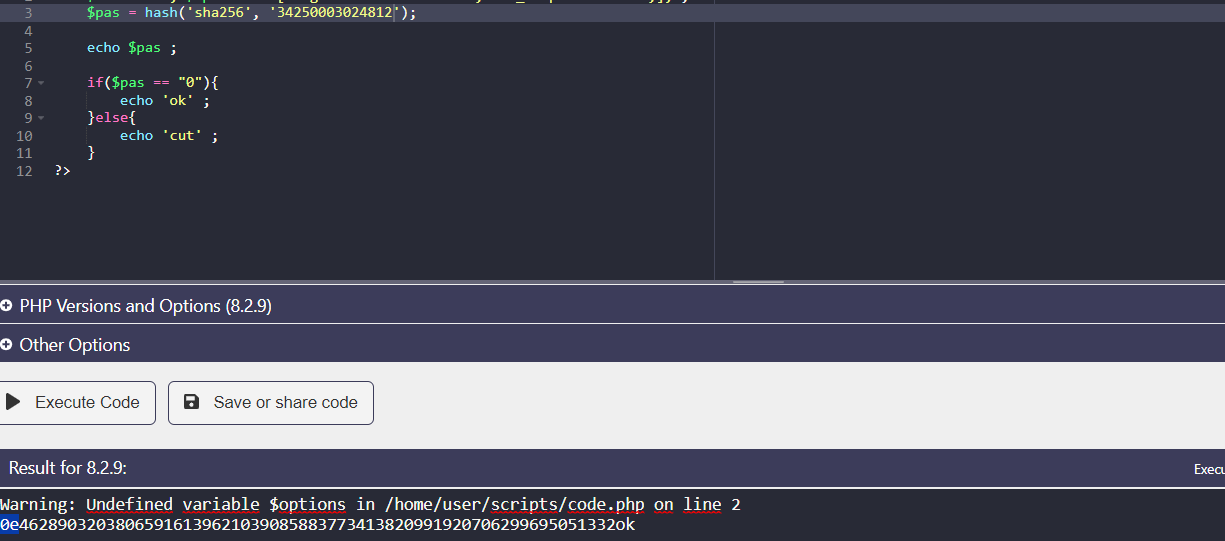 3 $pas = hash('sha256', '34250003024812');
4
5 echo $pas ;
6
7 if($pas == "0"){
8 echo 'ok' ;
9 }else{
10 echo 'cut' ;
11 }
12 ?>
PHP Versions and Options (8.2.9)
Other Options
Execute Code Save or share code
Result for 8.2.9: Execu
Warning: Undefined variable $options in /home/user/scripts/code.php on line 2
0e46289032038065916139621039085883773413820991920706299695051332ok